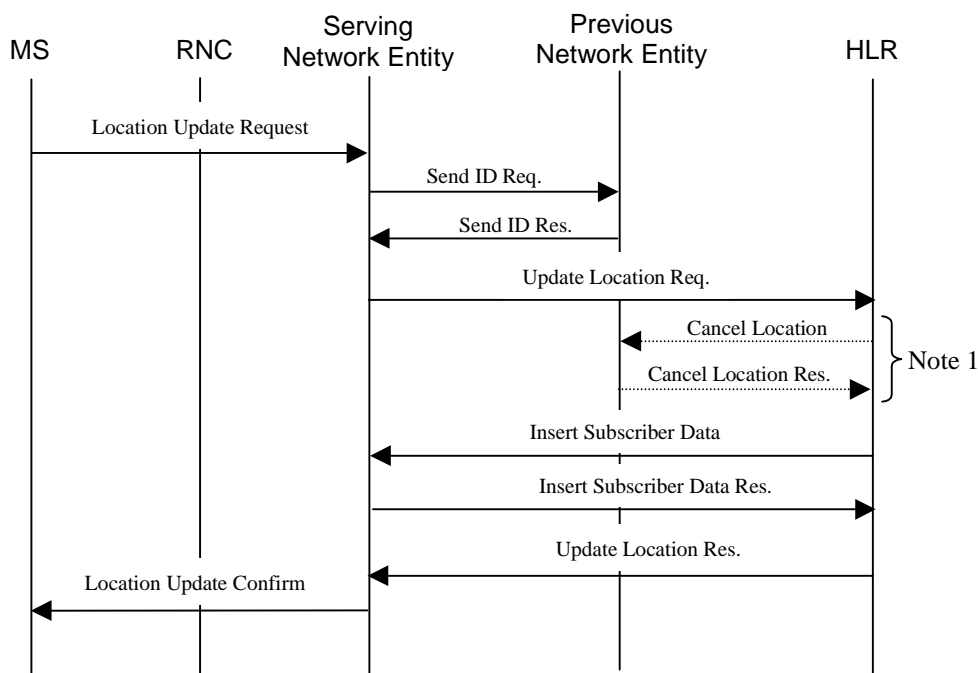 MS
RNC
Serving
Network Entity
Previous
Network Entity
HLR
Location Update Request
Send ID Req.
Send ID Res.
Update Location Req.
Cancel Location
Cancel Location Res.
Note 1
Insert Subscriber Data
Insert Subscriber Data Res.
Update Location Res.
Location Update Confirm